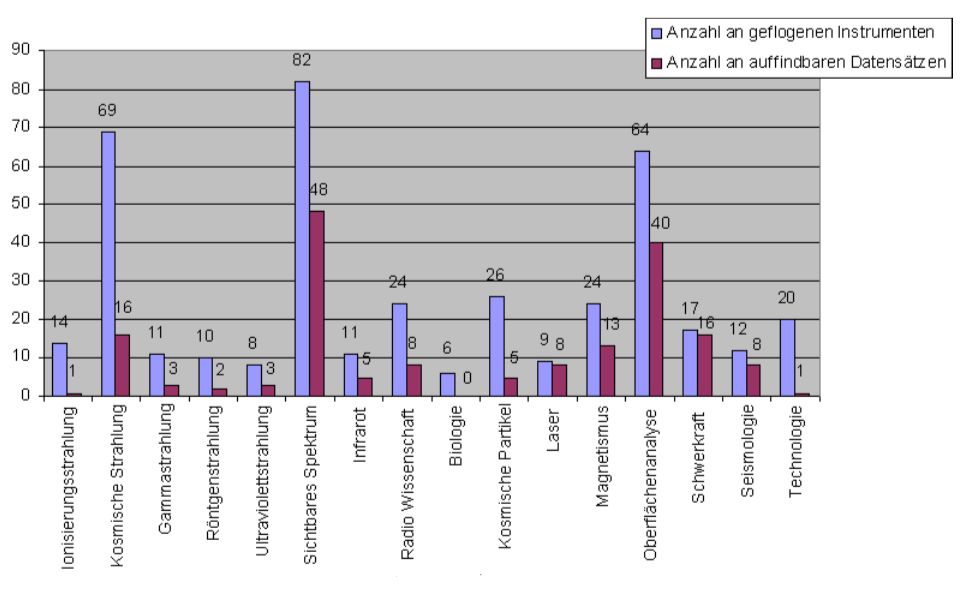 Anzahl an geflogenen Instrumenten
Anzahl an auffindbaren Datensätzen
90
80
70
60
50
40
30
20
10
0
14
1
69
16
11
3
10
2
8
3
82
48
11
5
24
8
6
0
26
5
9
8
24
13
64
40
17
16
12
8
20
1
Ionisierungsstrahlung
Kosmische Strahlung
Gammastrahlung
Röntgenstrahlung
Ultraviolettstrahlung
Sichtbares Spektrum
Infrarot
Radio Wissenschaft
Biologie
Kosmische Partikel
Laser
Magnetismus
Oberflächenanalyse
Schwerkraft
Seismologie
Technologie